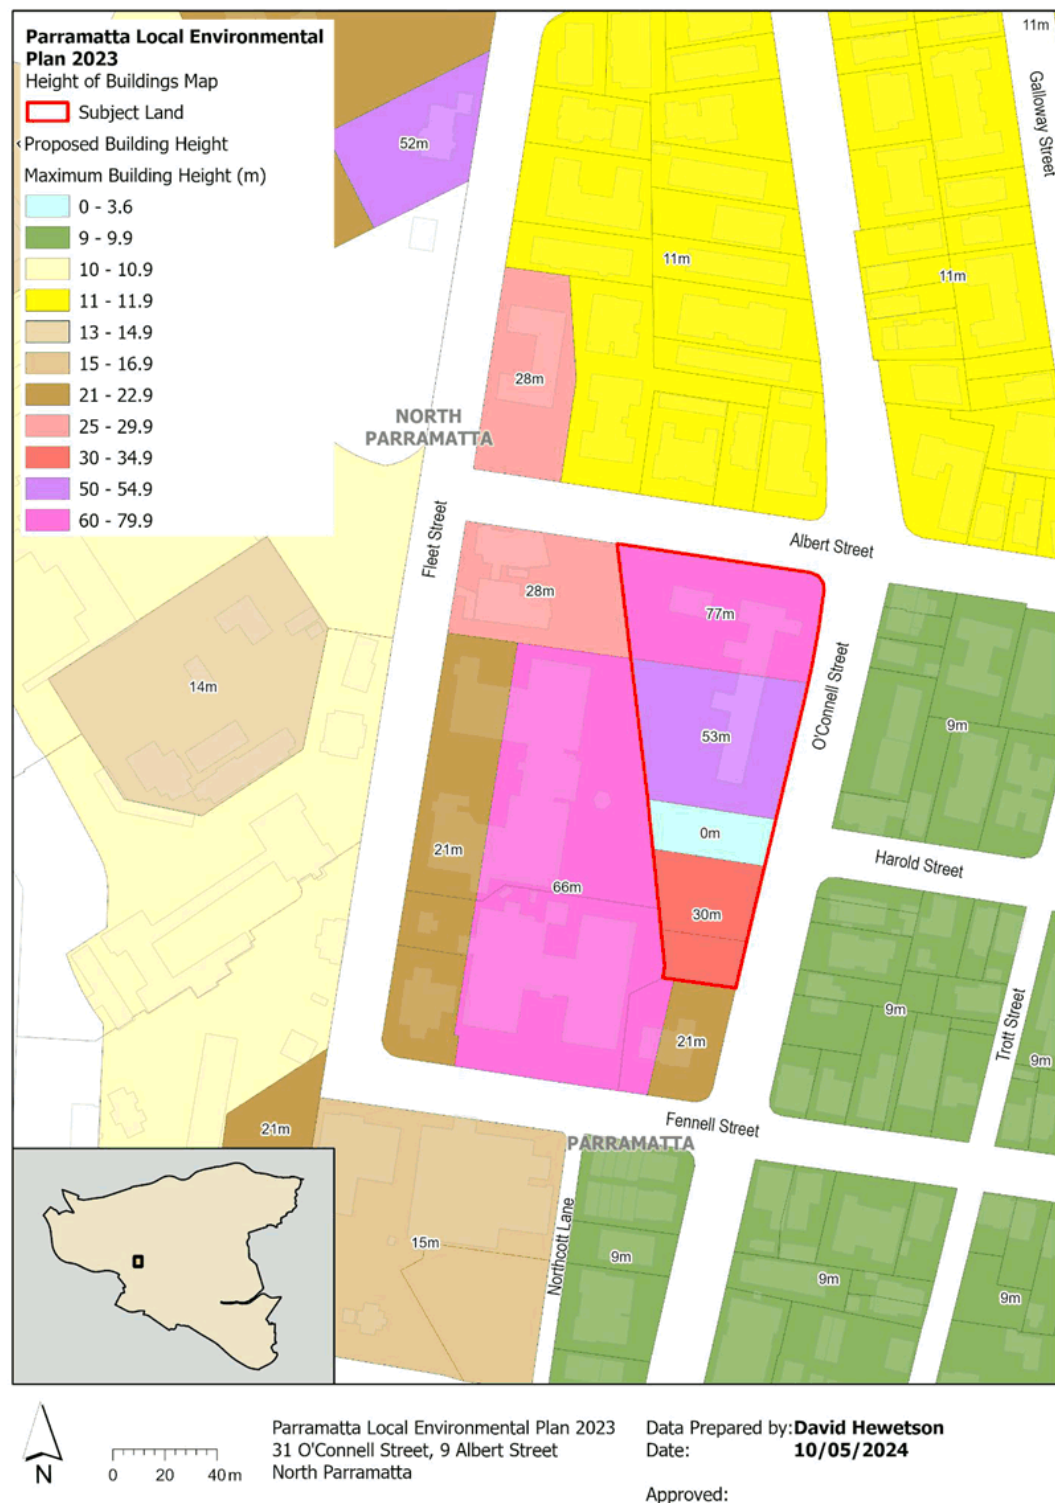 Parramatta Local Environmental
Plan 2023
Height of Buildings Map
Subject Land
Proposed Building Height
Maximum Building Height (m)
0 - 3.6
9 - 9.9
10 - 10.9
11 - 11.9
13 - 14.9
15 - 16.9
21 - 22.9
25 - 29.9
30 - 34.9
50 - 54.9
60 - 79.9
11m
Galloway Street
52m
11m
11m
28m
NORTH
PARRAMATTA
Fleet Street
Albert Street
28m
77m
O'Connell Street
14m
53m
9m
0m
21m
Harold Street
66m
30m
9m
Trott Street
21m
9m
Fennell Street
21m
PARRAMATTA
Northcott Lane
15m
9m
9m
9m
N
0 20 40 m
Parramatta Local Environmental Plan 2023
31 O'Connell Street, 9 Albert Street
North Parramatta
Data Prepared by: David Hewetson
Date: 10/05/2024
Approved: